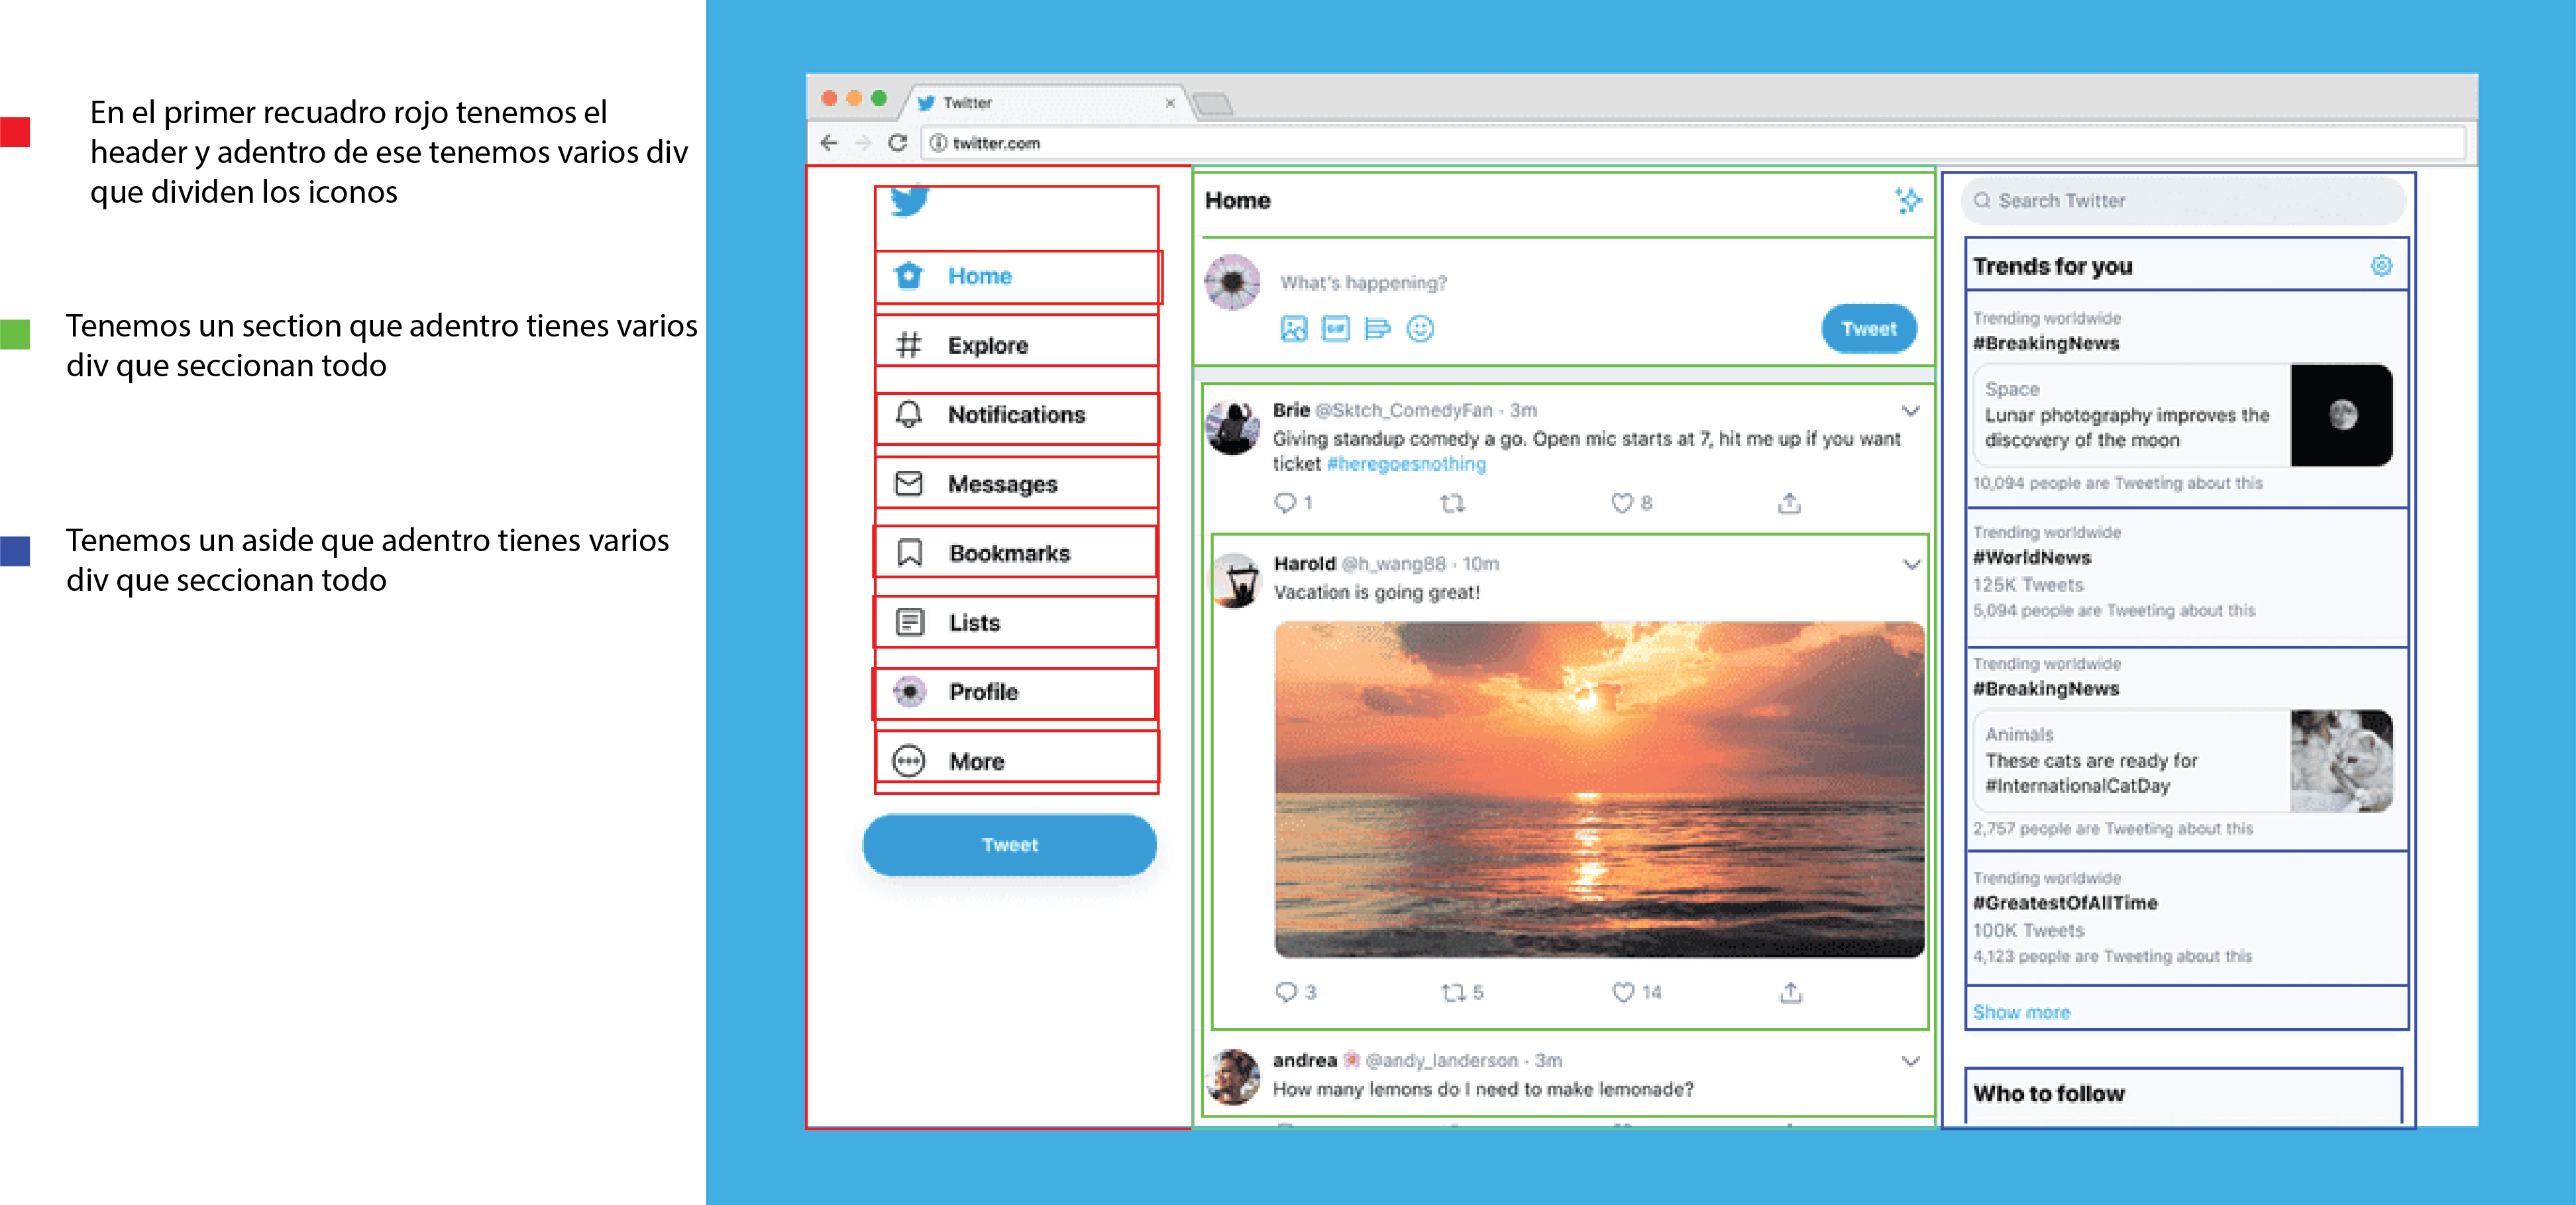 En el primer recuadro rojo tenemos el
header y adentro de ese tenemos varios div
que dividen los iconos
Tenemos un section que adentro tienes varios
div que seccionan todo
Tenemos un aside que adentro tienes varios
div que seccionan todo
Twitter
twitter.com
Home
Explore
Notifications
Messages
Bookmarks
Lists
Profile
More
Tweet
Home
What's happening?
GIF
Tweet
Brie @Sktch_ComedyFan · 3m
Giving standup comedy a go. Open mic starts at 7, hit me up if you want
ticket #heregoesnothing
1
8
Harold @h_wang88 · 10m
Vacation is going great!
3
5
14
andrea @andy_landerson · 3m
How many lemons do I need to make lemonade?
Search Twitter
Trends for you
Trending worldwide
#BreakingNews
Space
Lunar photography improves the
discovery of the moon
10,094 people are Tweeting about this
Trending worldwide
#WorldNews
125K Tweets
5,094 people are Tweeting about this
Trending worldwide
#BreakingNews
Animals
These cats are ready for
#InternationalCatDay
2,757 people are Tweeting about this
Trending worldwide
#GreatestOfAllTime
100K Tweets
4,123 people are Tweeting about this
Show more
Who to follow